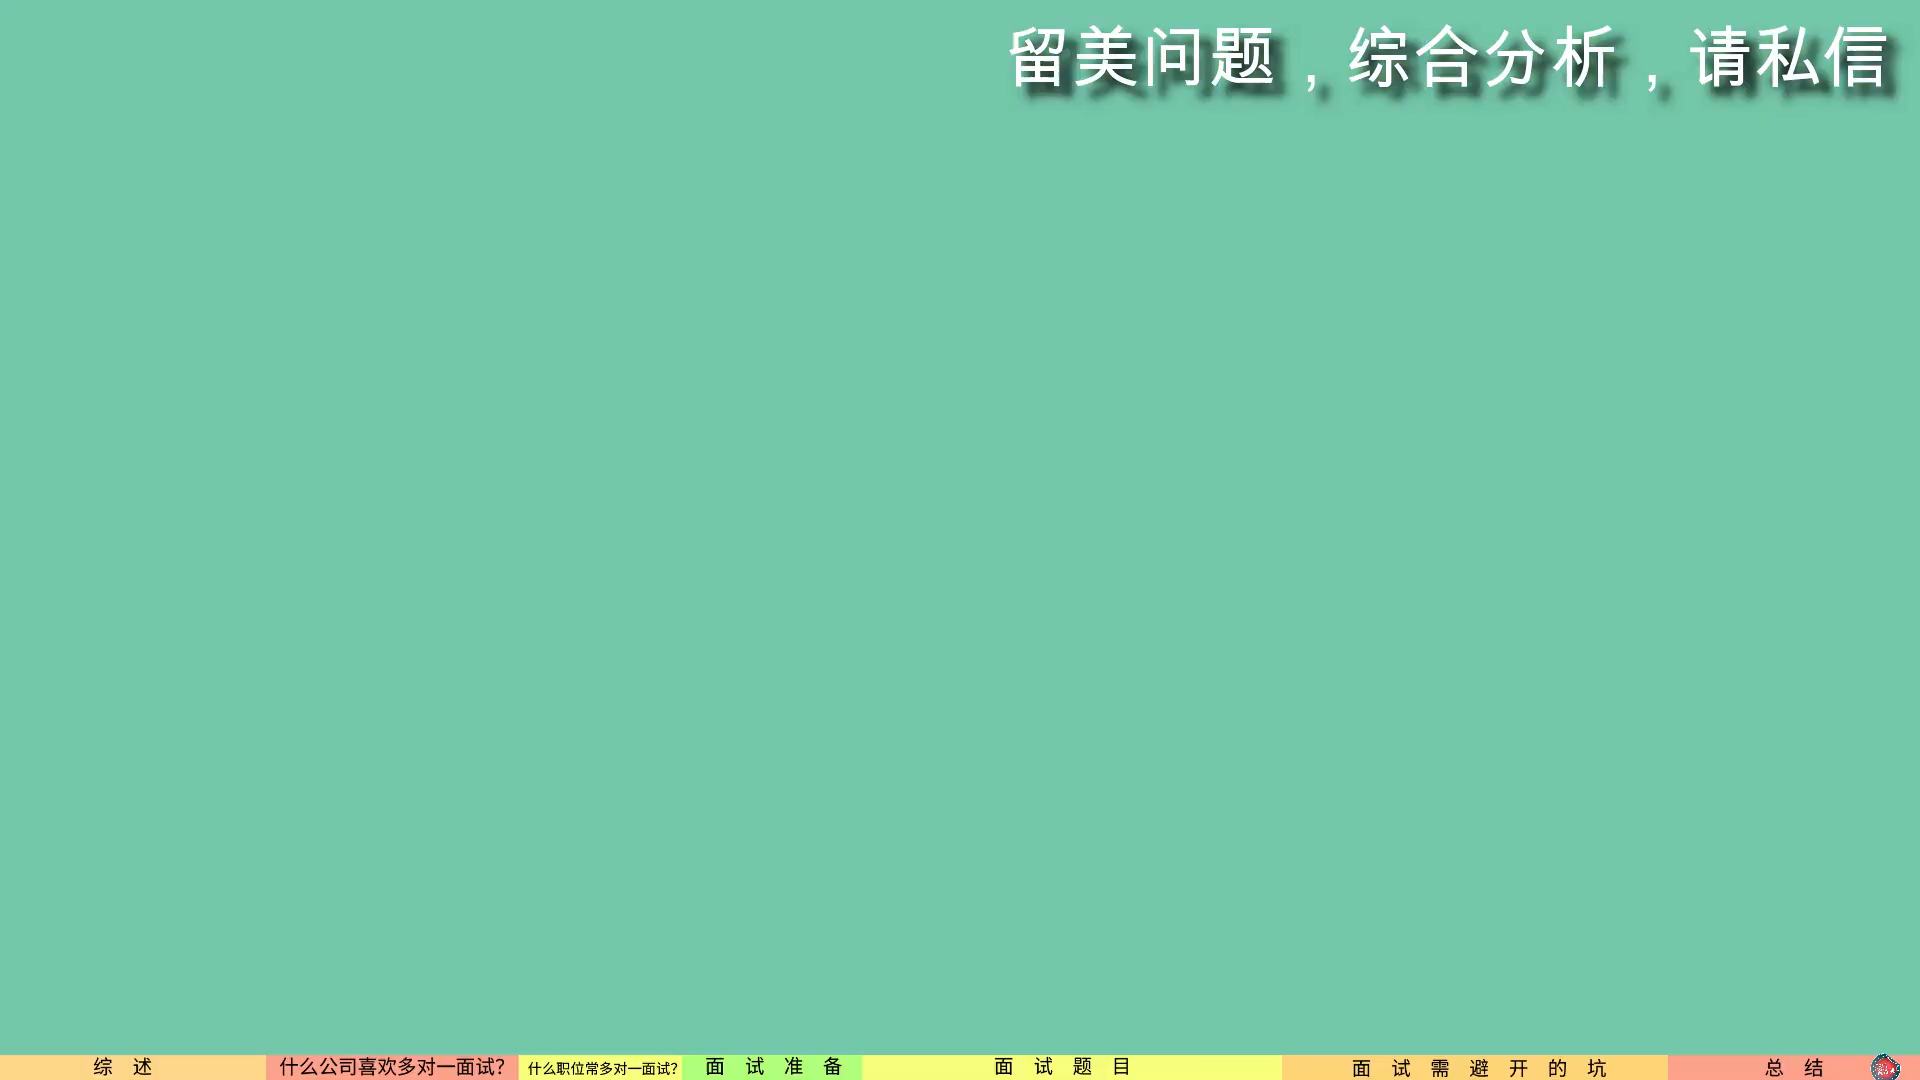 留美问题，综合分析，请私信
综述
什么公司喜欢多对一面试？
什么职位常多对一面试？
面试准备
面试题目
面试需避开的坑
总结